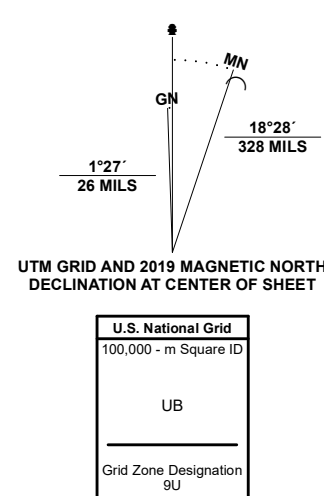 MN
GN
18°28´
328 MILS
1°27´
26 MILS
UTM GRID AND 2019 MAGNETIC NORTH
DECLINATION AT CENTER OF SHEET
U.S. National Grid
100,000 - m Square ID
UB
Grid Zone Designation
9U